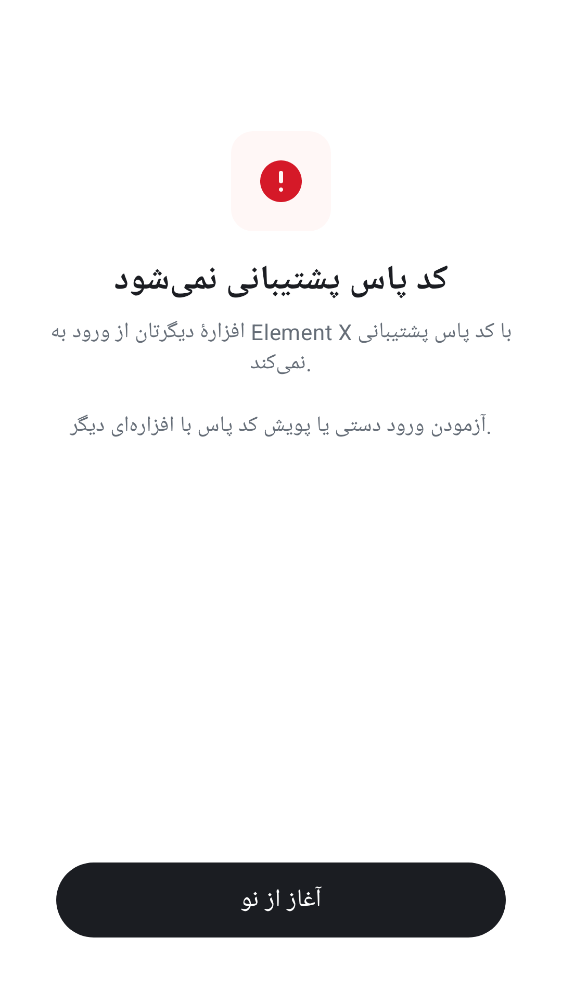 کد پاس پشتیبانی نمی‌شود
افزارهٔ دیگرتان از ورود به Element X با کد پاس پشتیبانی
نمی‌کند.
آزمودن ورود دستی یا پویش کد پاس با افزاره‌ای دیگر.
آغاز از نو